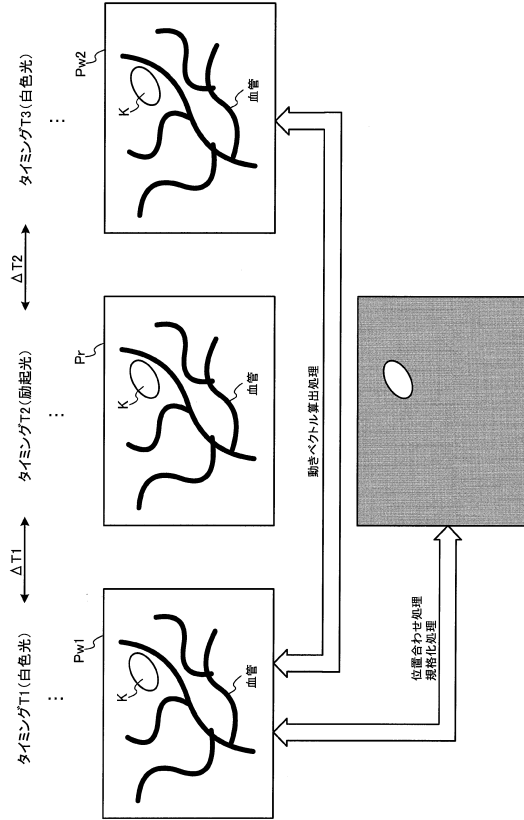 タイミングT1(白色光)
ΔT1
タイミングT2(励起光)
ΔT2
タイミングT3(白色光)
Pw1
K
血管
Pr
K
血管
Pw2
K
血管
動きベクトル算出処理
位置合わせ処理
規格化処理